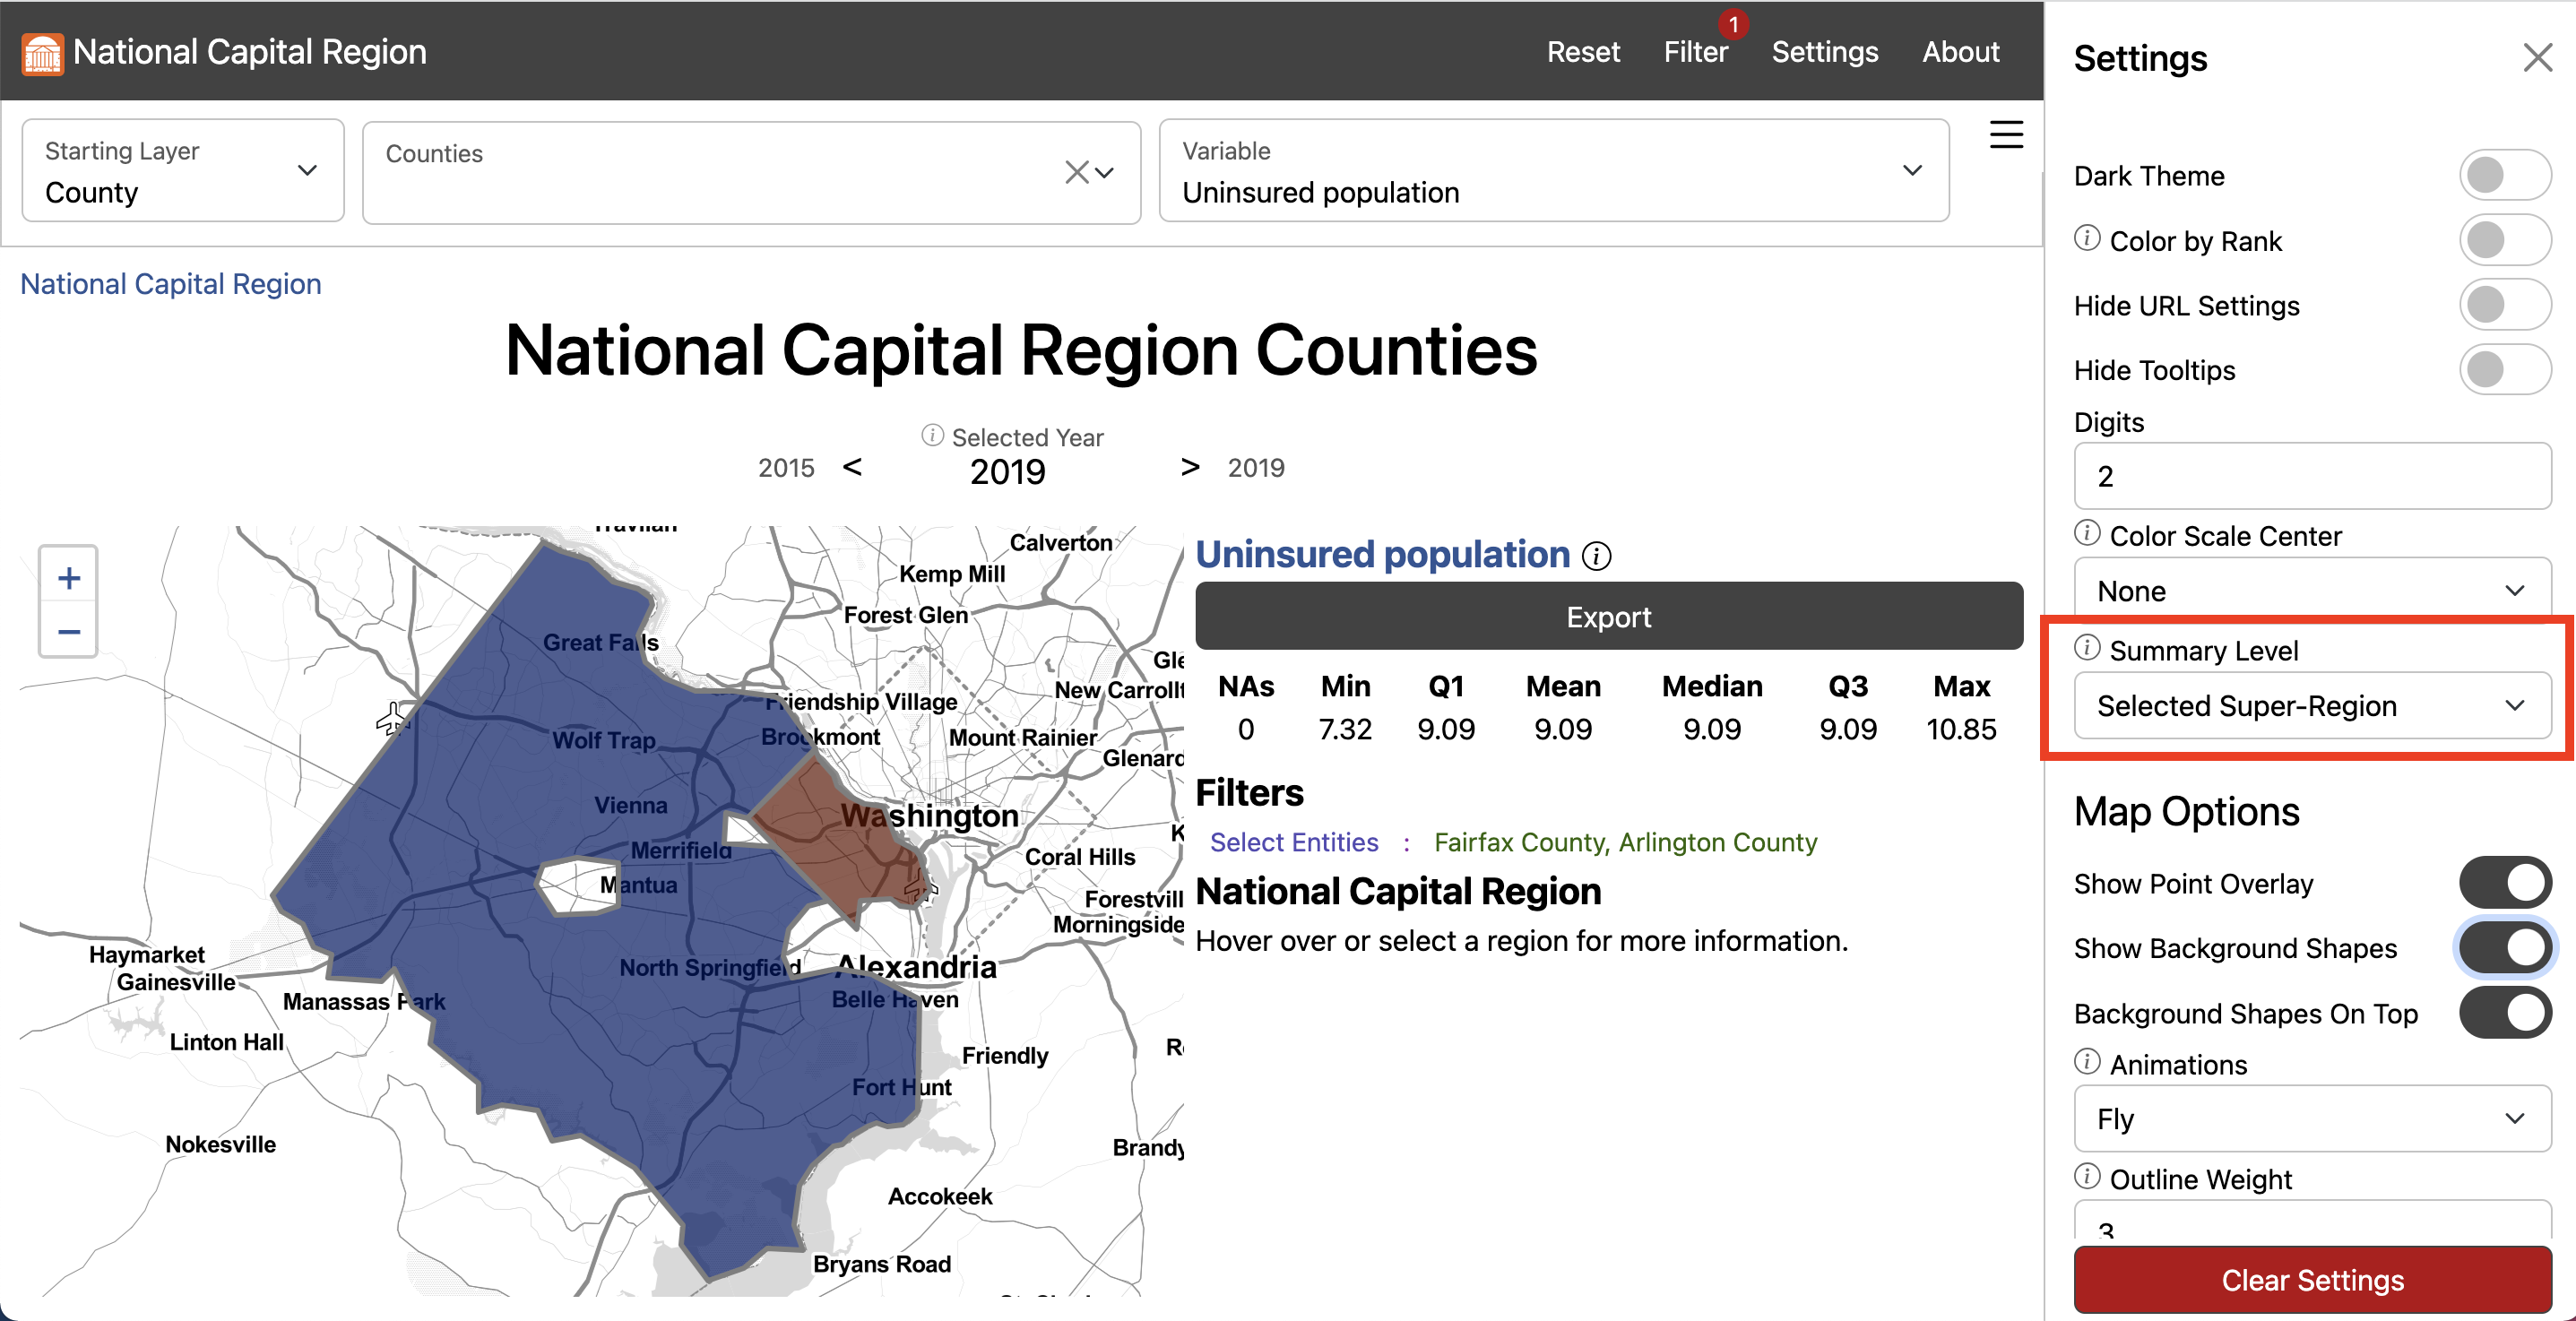 National Capital Region
Reset Filter 1 Settings About
Starting Layer
County
Counties
Variable
Uninsured population
National Capital Region
National Capital Region Counties
Selected Year
2015 < 2019 > 2019
+
−
Calverton
Kemp Mill
Forest Glen
Great Falls
New Carrollt
Friendship Village
Wolf Trap
Brookmont
Mount Rainier
Glenard
Vienna
Washington
Merrifield
Coral Hills
Mantua
Forestvill
Morningside
Haymarket
Gainesville
North Springfield
Alexandria
Manassas Park
Belle Haven
Linton Hall
Friendly
Fort Hunt
Nokesville
Brandy
Accokeek
Bryans Road
Uninsured population
Export
NAs Min Q1 Mean Median Q3 Max
0 7.32 9.09 9.09 9.09 9.09 10.85
Filters
Select Entities : Fairfax County, Arlington County
National Capital Region
Hover over or select a region for more information.
Settings
Dark Theme
Color by Rank
Hide URL Settings
Hide Tooltips
Digits
2
Color Scale Center
None
Summary Level
Selected Super-Region
Map Options
Show Point Overlay
Show Background Shapes
Background Shapes On Top
Animations
Fly
Outline Weight
3
Clear Settings